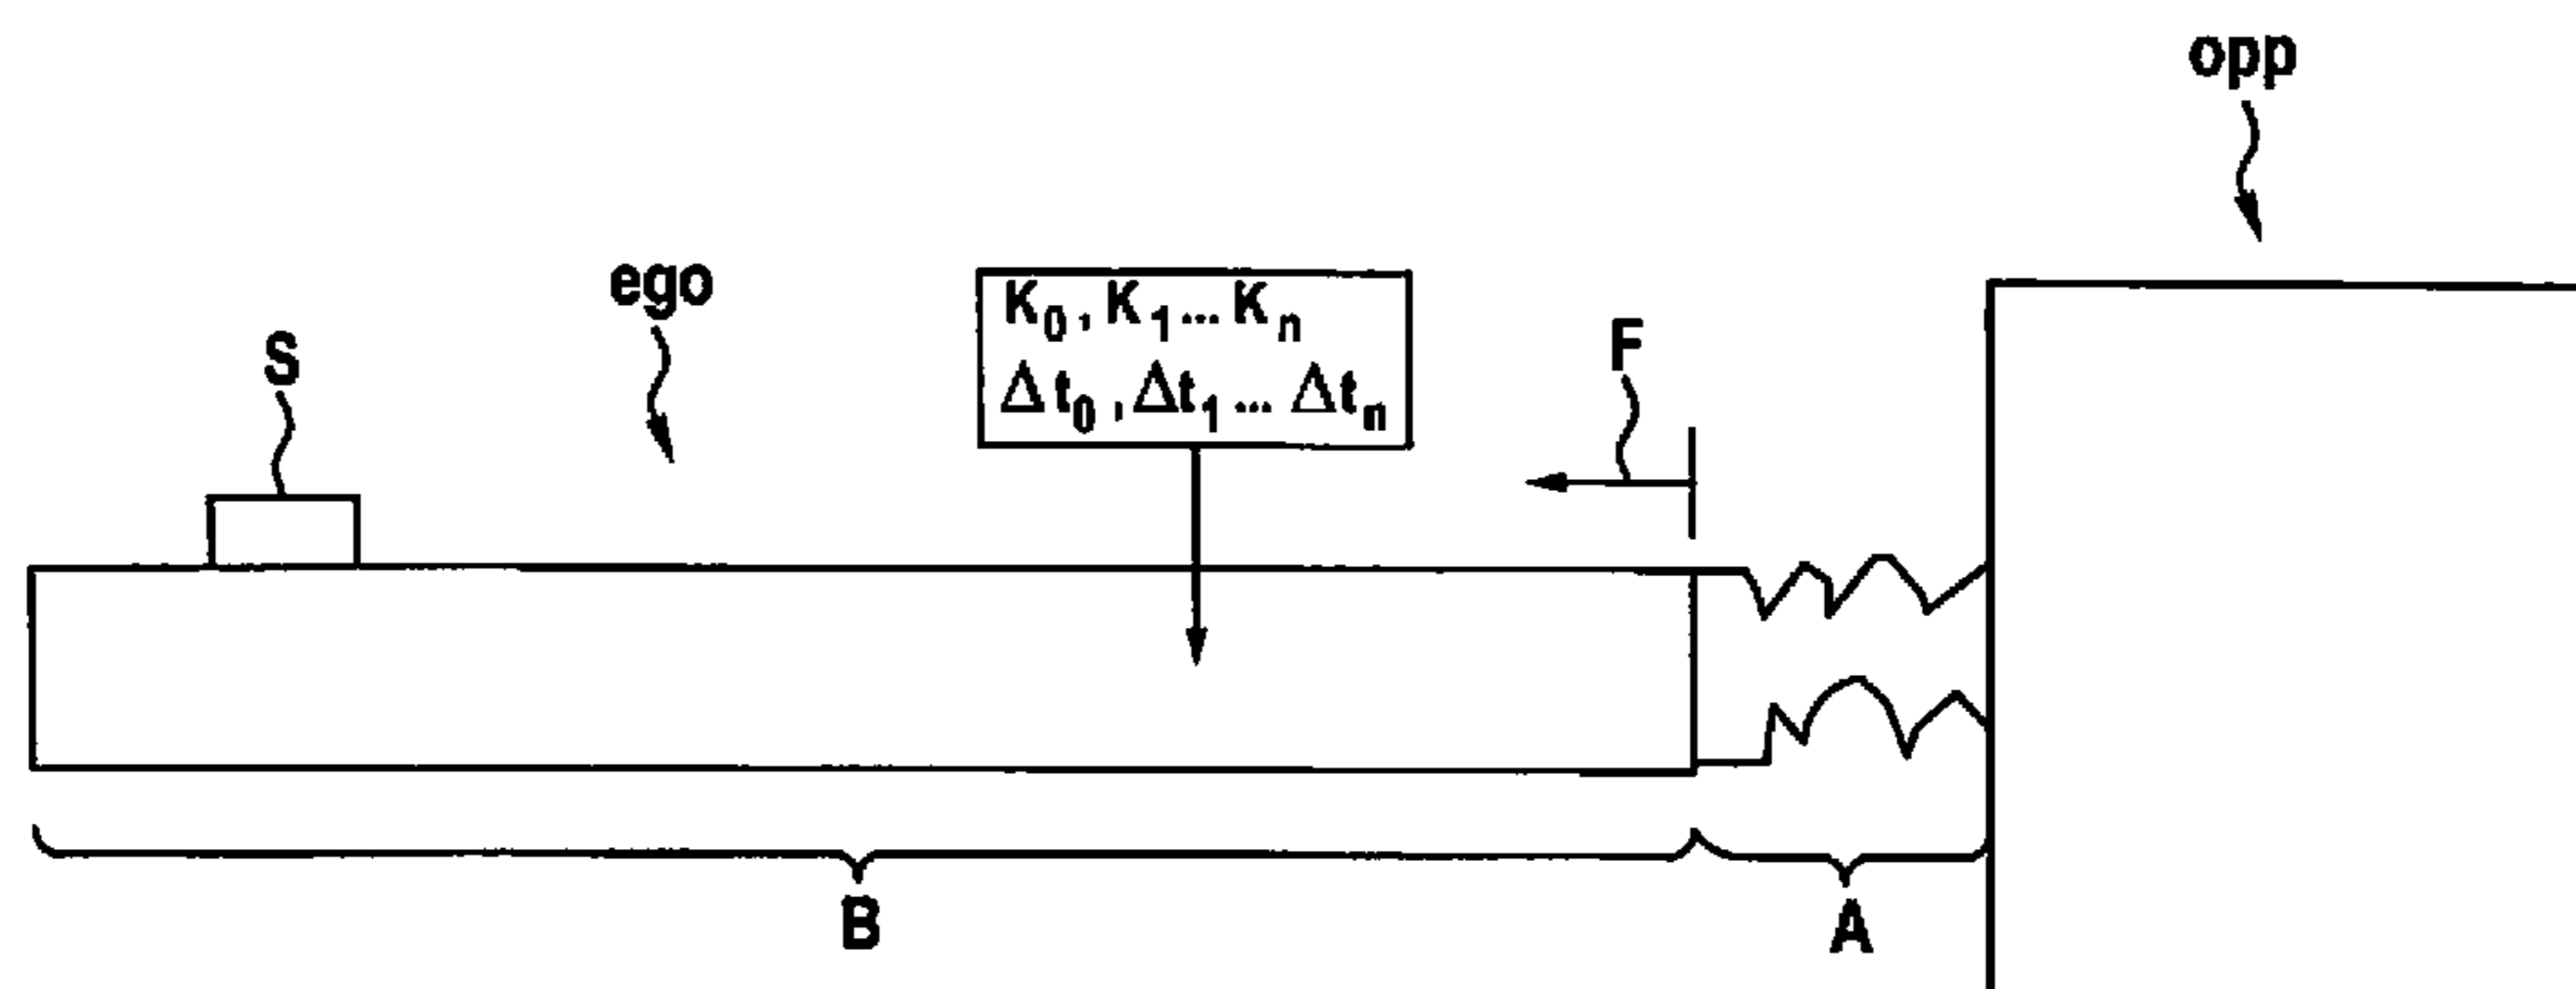 opp
ego
S
K0, K1...Kn
Δt0, Δt1... Δtn
F
B
A